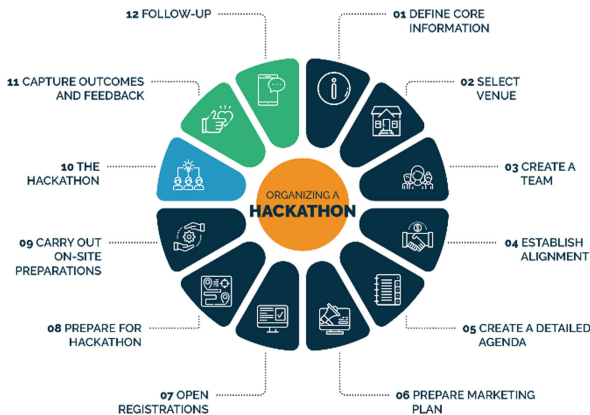 12 FOLLOW-UP
01 DEFINE CORE
INFORMATION
11 CAPTURE OUTCOMES
AND FEEDBACK
02 SELECT
VENUE
10 THE
HACKATHON
03 CREATE A
TEAM
ORGANIZING A
HACKATHON
09 CARRY OUT
ON-SITE
PREPARATIONS
04 ESTABLISH
ALIGNMENT
08 PREPARE FOR
HACKATHON
05 CREATE A DETAILED
AGENDA
07 OPEN
REGISTRATIONS
06 PREPARE MARKETING
PLAN